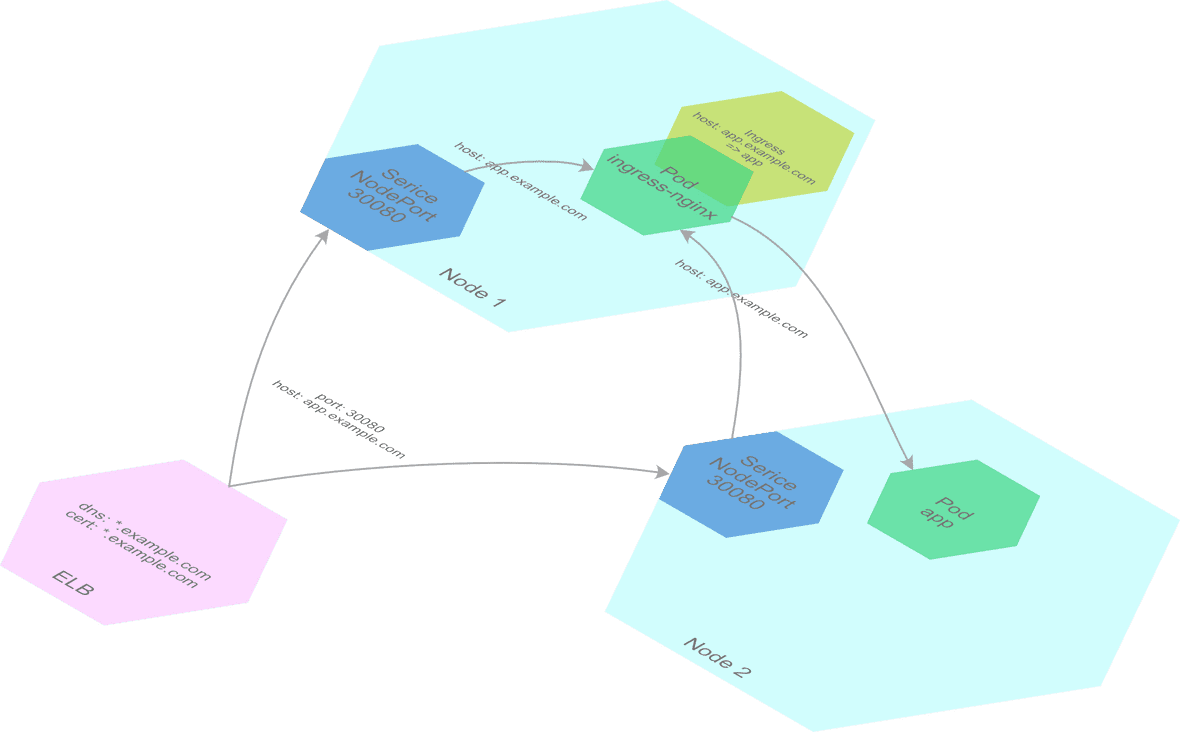 Ingress
host: app.example.com
=> app
host: app.example.com
Pod
ingress-nginx
Serice
NodePort
30080
Node 1
host: app.example.com
port: 30080
host: app.example.com
Serice
NodePort
30080
Pod
app
dns: *.example.com
cert: *.example.com
ELB
Node 2